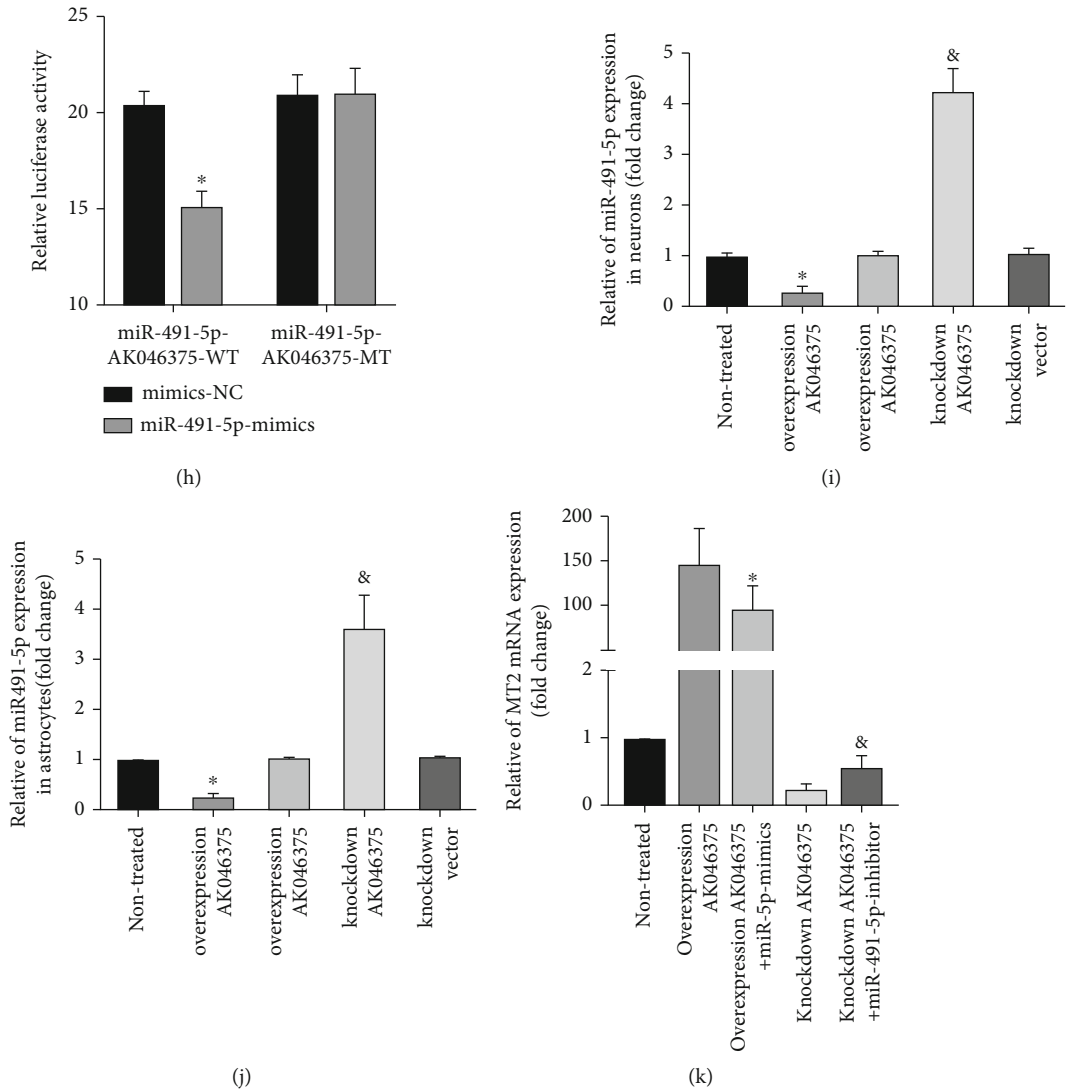 Relative luciferase activity
25
20
15
10
*
miR-491-5p-
AK046375-WT
miR-491-5p-
AK046375-MT
mimics-NC
miR-491-5p-mimics
(h)
Relative of miR-491-5p expression
in neurons (fold change)
5
4
3
2
1
0
*
&
Non-treated
overexpression
AK046375
overexpression
AK046375
knockdown
AK046375
knockdown
vector
(i)
Relative of miR491-5p expression
in astrocytes(fold change)
5
4
3
2
1
0
*
&
Non-treated
overexpression
AK046375
overexpression
AK046375
knockdown
AK046375
knockdown
vector
(j)
Relative of MT2 mRNA expression
(fold change)
200
150
100
2
1
0
*
&
Non-treated
Overexpression
AK046375
Overexpression AK046375
+miR-5p-mimics
Knockdown AK046375
Knockdown AK046375
+miR-491-5p-inhibitor
(k)